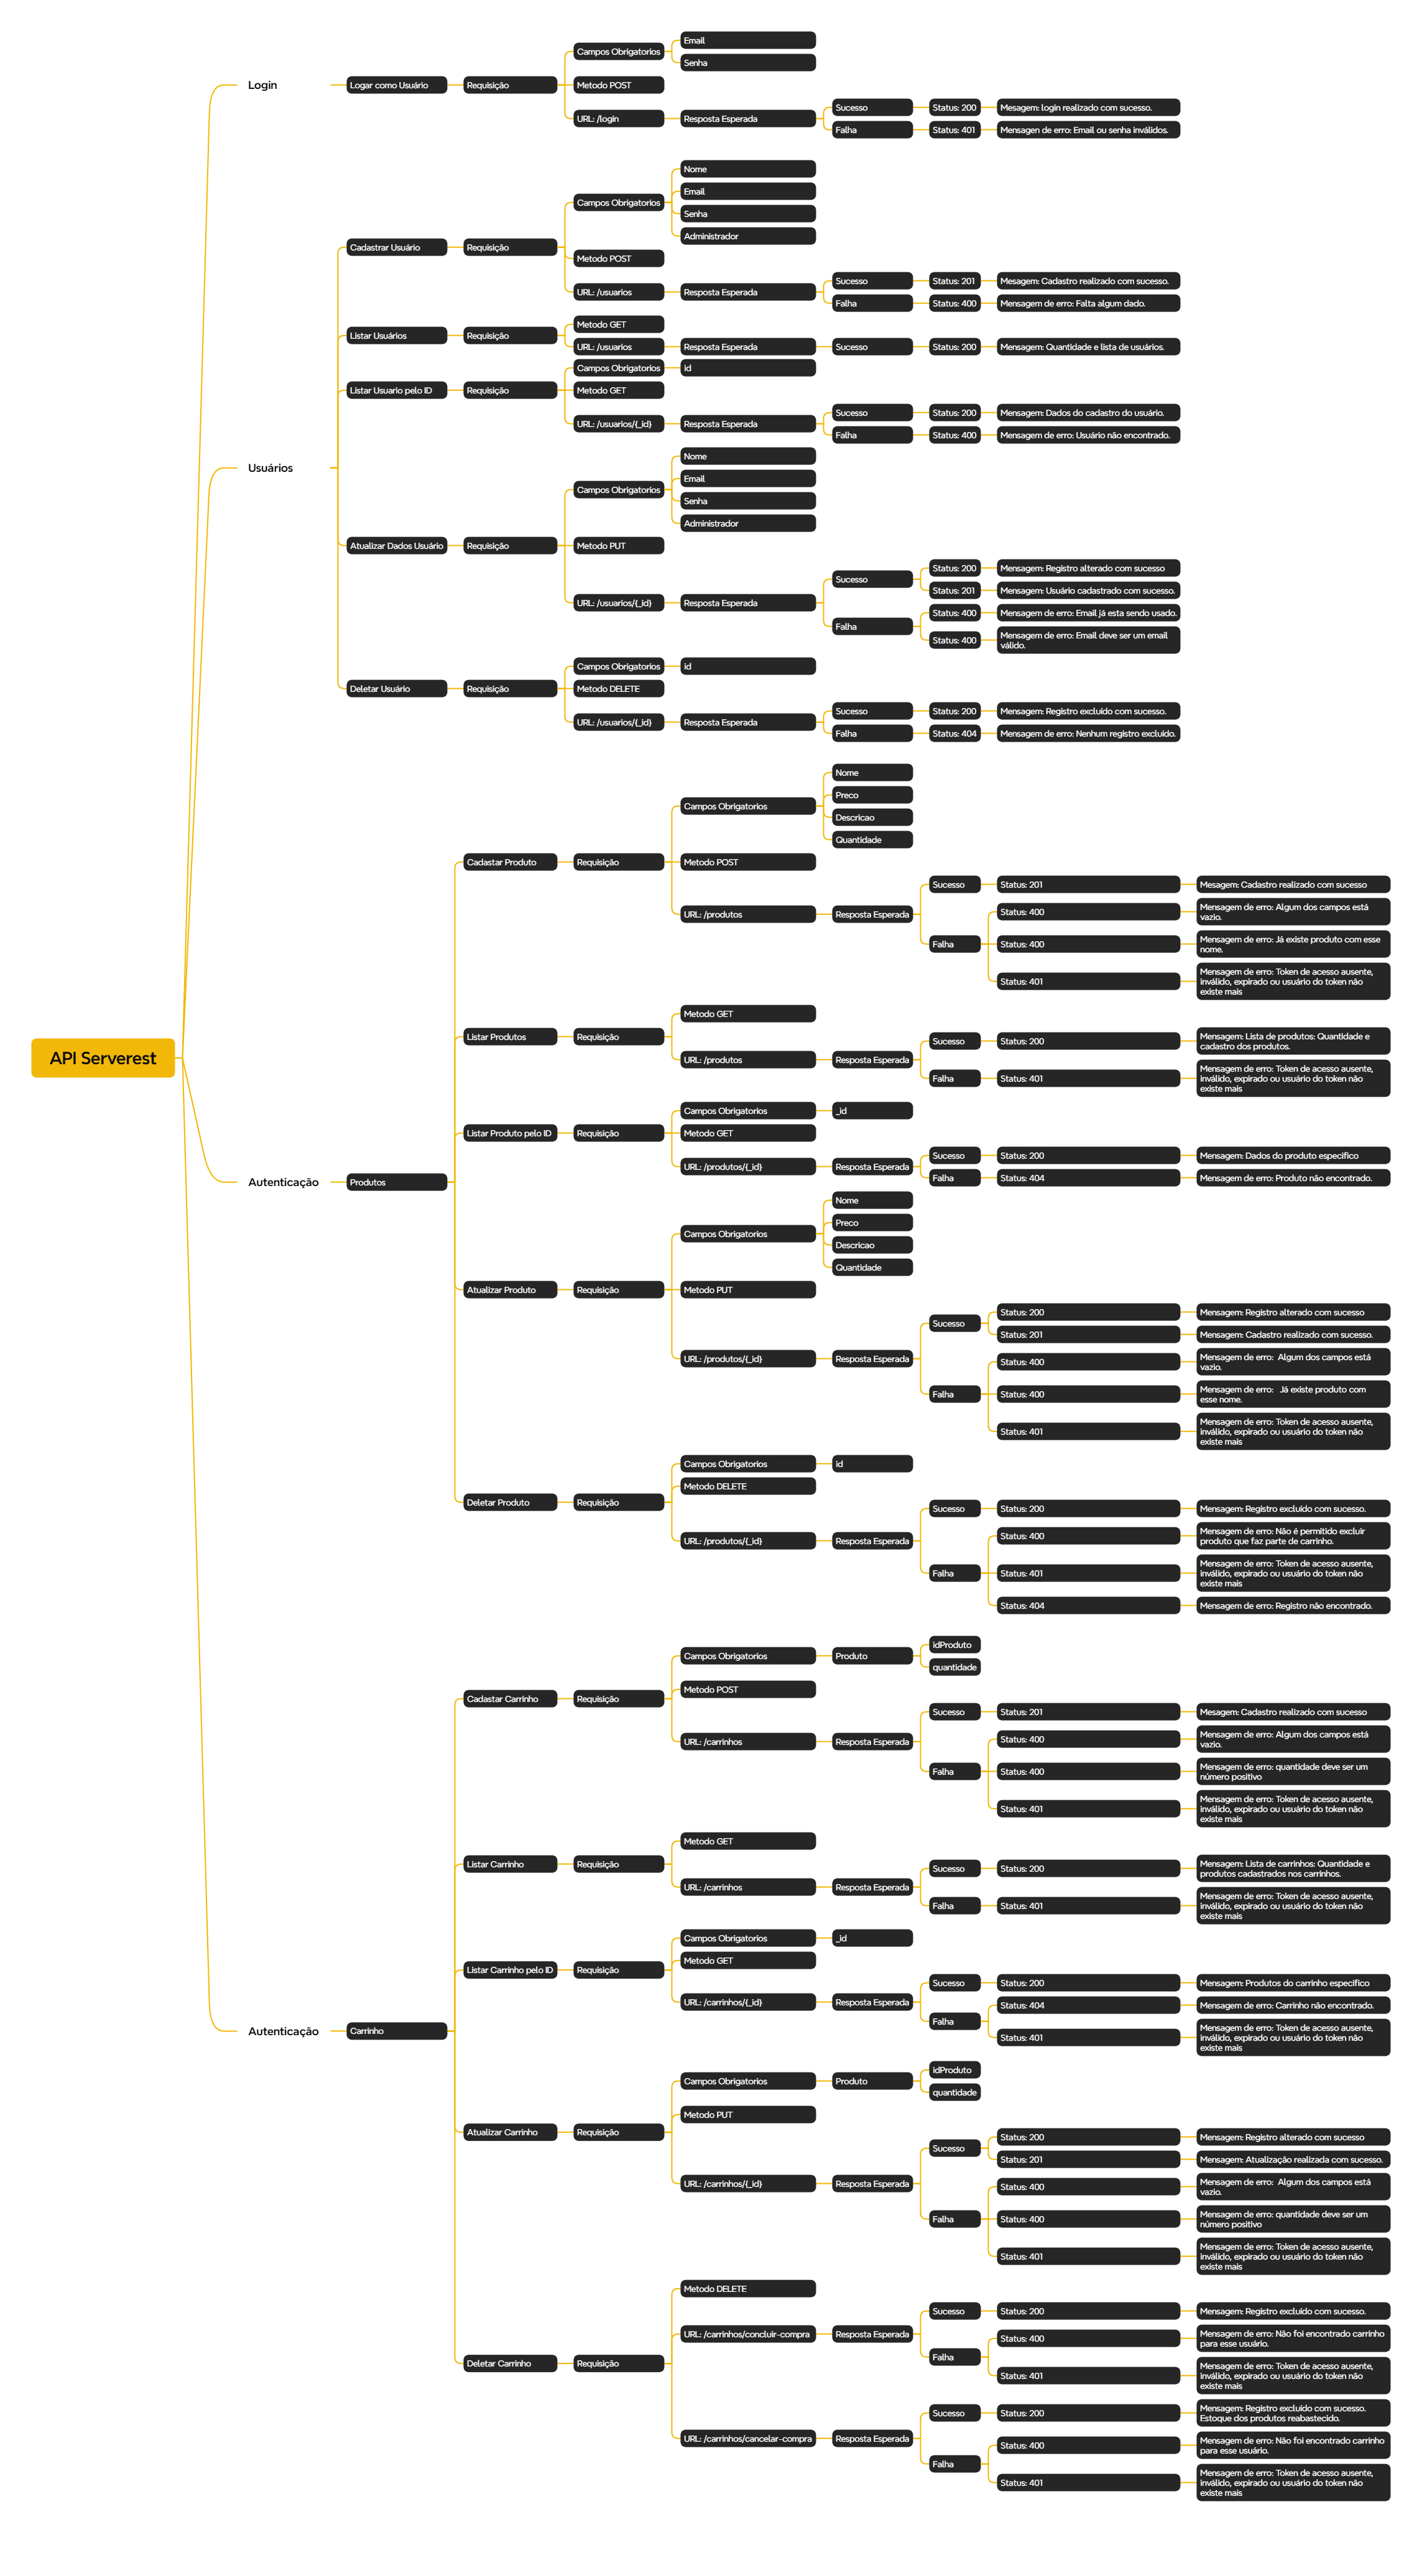 API Serverest
Login
Logar como Usuário
Requisição
Campos Obrigatorios
Email
Senha
Metodo POST
URL: /login
Resposta Esperada
Sucesso
Status: 200
Mesagem: login realizado com sucesso.
Falha
Status: 401
Mensagen de erro: Email ou senha inválidos.
Usuários
Cadastrar Usuário
Requisição
Campos Obrigatorios
Nome
Email
Senha
Administrador
Metodo POST
URL: /usuarios
Resposta Esperada
Sucesso
Status: 201
Mesagem: Cadastro realizado com sucesso.
Falha
Status: 400
Mensagem de erro: Falta algum dado.
Listar Usuários
Requisição
Metodo GET
URL: /usuarios
Resposta Esperada
Sucesso
Status: 200
Mensagem: Quantidade e lista de usuários.
Listar Usuario pelo ID
Requisição
Campos Obrigatorios
id
Metodo GET
URL: /usuarios/{_id}
Resposta Esperada
Sucesso
Status: 200
Mensagem: Dados do cadastro do usuário.
Falha
Status: 400
Mensagem de erro: Usuário não encontrado.
Atualizar Dados Usuário
Requisição
Campos Obrigatorios
Nome
Email
Senha
Administrador
Metodo PUT
URL: /usuarios/{_id}
Resposta Esperada
Sucesso
Status: 200
Mensagem: Registro alterado com sucesso
Status: 201
Mensagem: Usuário cadastrado com sucesso.
Falha
Status: 400
Mensagem de erro: Email já esta sendo usado.
Status: 400
Mensagem de erro: Email deve ser um email
válido.
Deletar Usuário
Requisição
Campos Obrigatorios
id
Metodo DELETE
URL: /usuarios/{_id}
Resposta Esperada
Sucesso
Status: 200
Mensagem: Registro excluído com sucesso.
Falha
Status: 404
Mensagem de erro: Nenhum registro excluído.
Autenticação
Produtos
Cadastar Produto
Requisição
Campos Obrigatorios
Nome
Preco
Descricao
Quantidade
Metodo POST
URL: /produtos
Resposta Esperada
Sucesso
Status: 201
Mesagem: Cadastro realizado com sucesso
Falha
Status: 400
Mensagem de erro: Algum dos campos está
vazio.
Status: 400
Mensagem de erro: Já existe produto com esse
nome.
Status: 401
Mensagem de erro: Token de acesso ausente,
inválido, expirado ou usuário do token não
existe mais
Listar Produtos
Requisição
Metodo GET
URL: /produtos
Resposta Esperada
Sucesso
Status: 200
Mensagem: Lista de produtos: Quantidade e
cadastro dos produtos.
Falha
Status: 401
Mensagem de erro: Token de acesso ausente,
inválido, expirado ou usuário do token não
existe mais
Listar Produto pelo ID
Requisição
Campos Obrigatorios
_id
Metodo GET
URL: /produtos/{_id}
Resposta Esperada
Sucesso
Status: 200
Mensagem: Dados do produto especifico
Falha
Status: 404
Mensagem de erro: Produto não encontrado.
Atualizar Produto
Requisição
Campos Obrigatorios
Nome
Preco
Descricao
Quantidade
Metodo PUT
URL: /produtos/{_id}
Resposta Esperada
Sucesso
Status: 200
Mensagem: Registro alterado com sucesso
Status: 201
Mensagem: Cadastro realizado com sucesso.
Falha
Status: 400
Mensagem de erro:  Algum dos campos está
vazio.
Status: 400
Mensagem de erro:   Já existe produto com
esse nome.
Status: 401
Mensagem de erro: Token de acesso ausente,
inválido, expirado ou usuário do token não
existe mais
Deletar Produto
Requisição
Campos Obrigatorios
id
Metodo DELETE
URL: /produtos/{_id}
Resposta Esperada
Sucesso
Status: 200
Mensagem: Registro excluído com sucesso.
Falha
Status: 400
Mensagem de erro: Não é permitido excluir
produto que faz parte de carrinho.
Status: 401
Mensagem de erro: Token de acesso ausente,
inválido, expirado ou usuário do token não
existe mais
Status: 404
Mensagem de erro: Registro não encontrado.
Autenticação
Carrinho
Cadastar Carrinho
Requisição
Campos Obrigatorios
Produto
idProduto
quantidade
Metodo POST
URL: /carrinhos
Resposta Esperada
Sucesso
Status: 201
Mesagem: Cadastro realizado com sucesso
Falha
Status: 400
Mensagem de erro: Algum dos campos está
vazio.
Status: 400
Mensagem de erro: quantidade deve ser um
número positivo
Status: 401
Mensagem de erro: Token de acesso ausente,
inválido, expirado ou usuário do token não
existe mais
Listar Carrinho
Requisição
Metodo GET
URL: /carrinhos
Resposta Esperada
Sucesso
Status: 200
Mensagem: Lista de carrinhos: Quantidade e
produtos cadastrados nos carrinhos.
Falha
Status: 401
Mensagem de erro: Token de acesso ausente,
inválido, expirado ou usuário do token não
existe mais
Listar Carrinho pelo ID
Requisição
Campos Obrigatorios
_id
Metodo GET
URL: /carrinhos/{_id}
Resposta Esperada
Sucesso
Status: 200
Mensagem: Produtos do carrinho especifico
Falha
Status: 404
Mensagem de erro: Carrinho não encontrado.
Status: 401
Mensagem de erro: Token de acesso ausente,
inválido, expirado ou usuário do token não
existe mais
Atualizar Carrinho
Requisição
Campos Obrigatorios
Produto
idProduto
quantidade
Metodo PUT
URL: /carrinhos/{_id}
Resposta Esperada
Sucesso
Status: 200
Mensagem: Registro alterado com sucesso
Status: 201
Mensagem: Atualização realizada com sucesso.
Falha
Status: 400
Mensagem de erro:  Algum dos campos está
vazio.
Status: 400
Mensagem de erro: quantidade deve ser um
número positivo
Status: 401
Mensagem de erro: Token de acesso ausente,
inválido, expirado ou usuário do token não
existe mais
Deletar Carrinho
Requisição
Metodo DELETE
URL: /carrinhos/concluir-compra
Resposta Esperada
Sucesso
Status: 200
Mensagem: Registro excluído com sucesso.
Falha
Status: 400
Mensagem de erro: Não foi encontrado carrinho
para esse usuário.
Status: 401
Mensagem de erro: Token de acesso ausente,
inválido, expirado ou usuário do token não
existe mais
URL: /carrinhos/cancelar-compra
Resposta Esperada
Sucesso
Status: 200
Mensagem: Registro excluído com sucesso.
Estoque dos produtos reabastecido.
Falha
Status: 400
Mensagem de erro: Não foi encontrado carrinho
para esse usuário.
Status: 401
Mensagem de erro: Token de acesso ausente,
inválido, expirado ou usuário do token não
existe mais